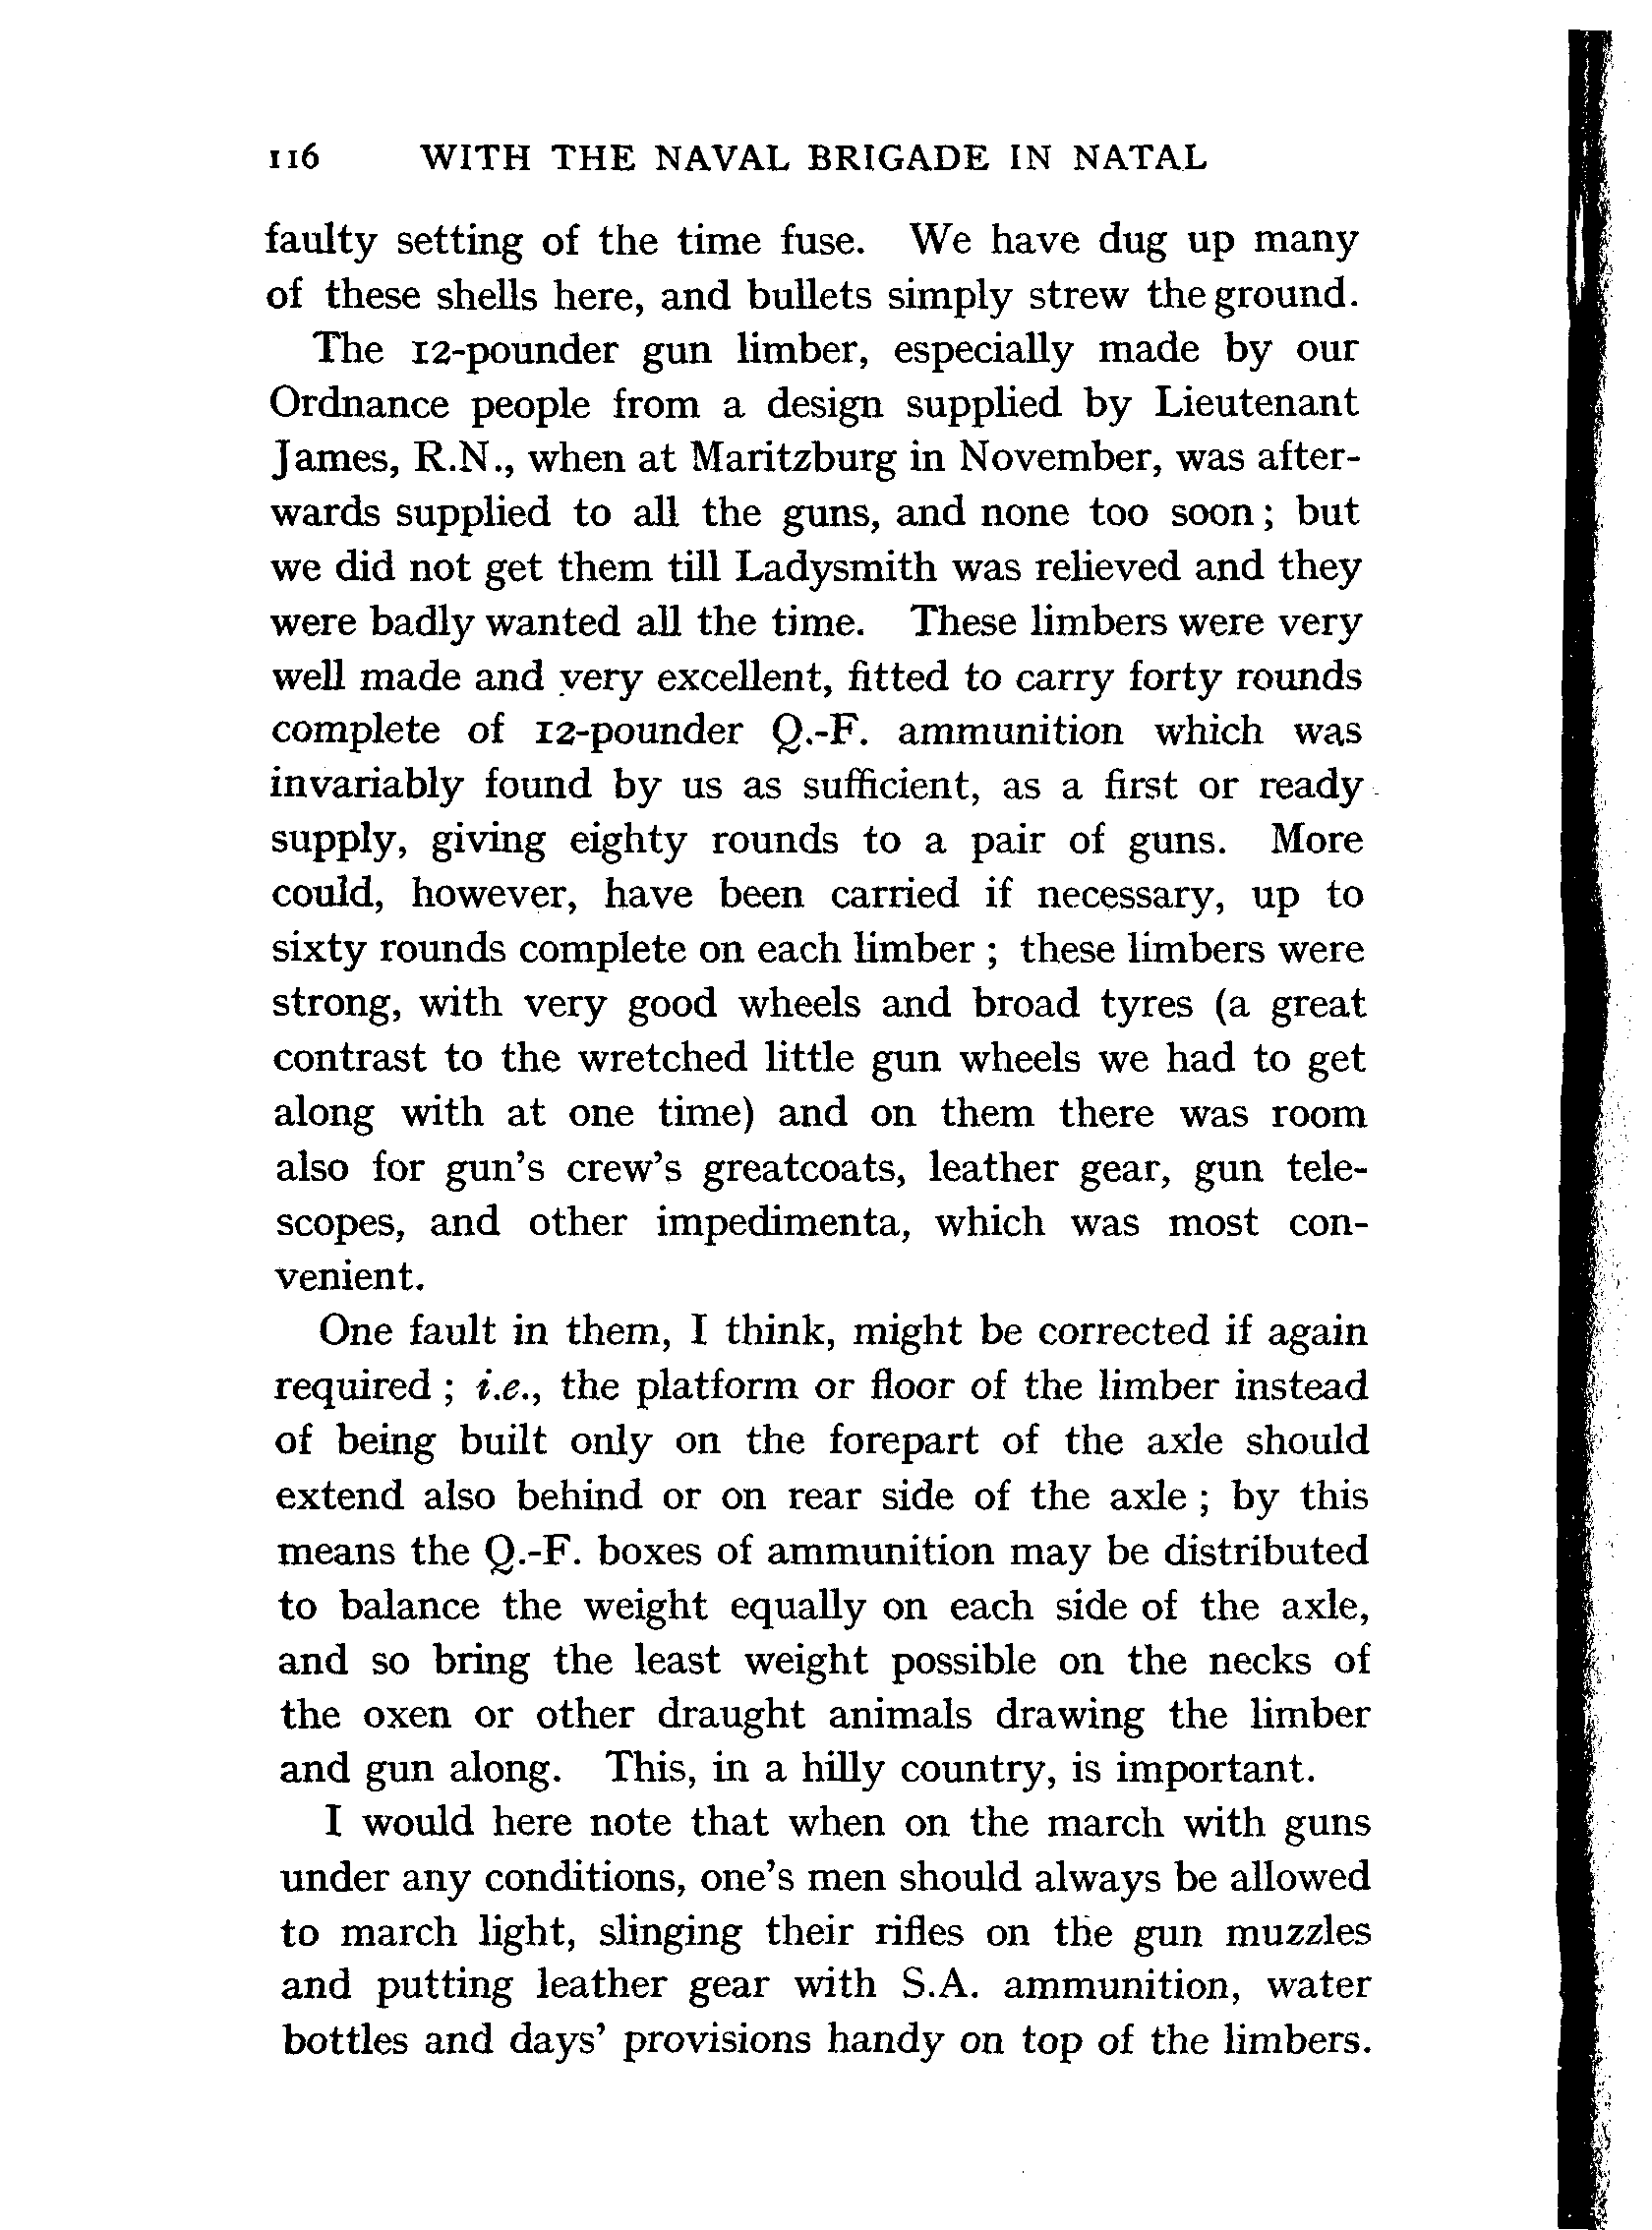 116 WITH THE NAVAL BRIGADE IN NATAL
faulty setting of the time fuse. We have dug up many
of these shells here, and bullets simply strew the ground.
The 12-pounder gun limber, especially made by our
Ordnance people from a design supplied by Lieutenant
James, R.N., when at Maritzburg in November, was after-
wards supplied to all the guns, and none too soon; but
we did not get them till Ladysmith was relieved and they
were badly wanted all the time. These limbers were very
well made and very excellent, fitted to carry forty rounds
complete of 12-pounder Q.-F. ammunition which was
invariably found by us as sufficient, as a first or ready
supply, giving eighty rounds to a pair of guns. More
could, however, have been carried if necessary, up to
sixty rounds complete on each limber ; these limbers were
strong, with very good wheels and broad tyres (a great
contrast to the wretched little gun wheels we had to get
along with at one time) and on them there was room
also for gun's crew's greatcoats, leather gear, gun tele-
scopes, and other impedimenta, which was most con-
venient.
One fault in them, I think, might be corrected if again
required ; i.e., the platform or floor of the limber instead
of being built only on the forepart of the axle should
extend also behind or on rear side of the axle ; by this
means the Q.-F. boxes of ammunition may be distributed
to balance the weight equally on each side of the axle,
and so bring the least weight possible on the necks of
the oxen or other draught animals drawing the limber
and gun along. This, in a hilly country, is important.
I would here note that when on the march with guns
under any conditions, one's men should always be allowed
to march light, slinging their rifles on the gun muzzles
and putting leather gear with S.A. ammunition, water
bottles and days' provisions handy on top of the limbers.